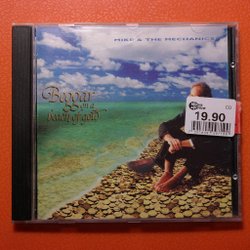 MIKE & THE MECHANICS
Beggar
on a
beach of gold
CD
19.90